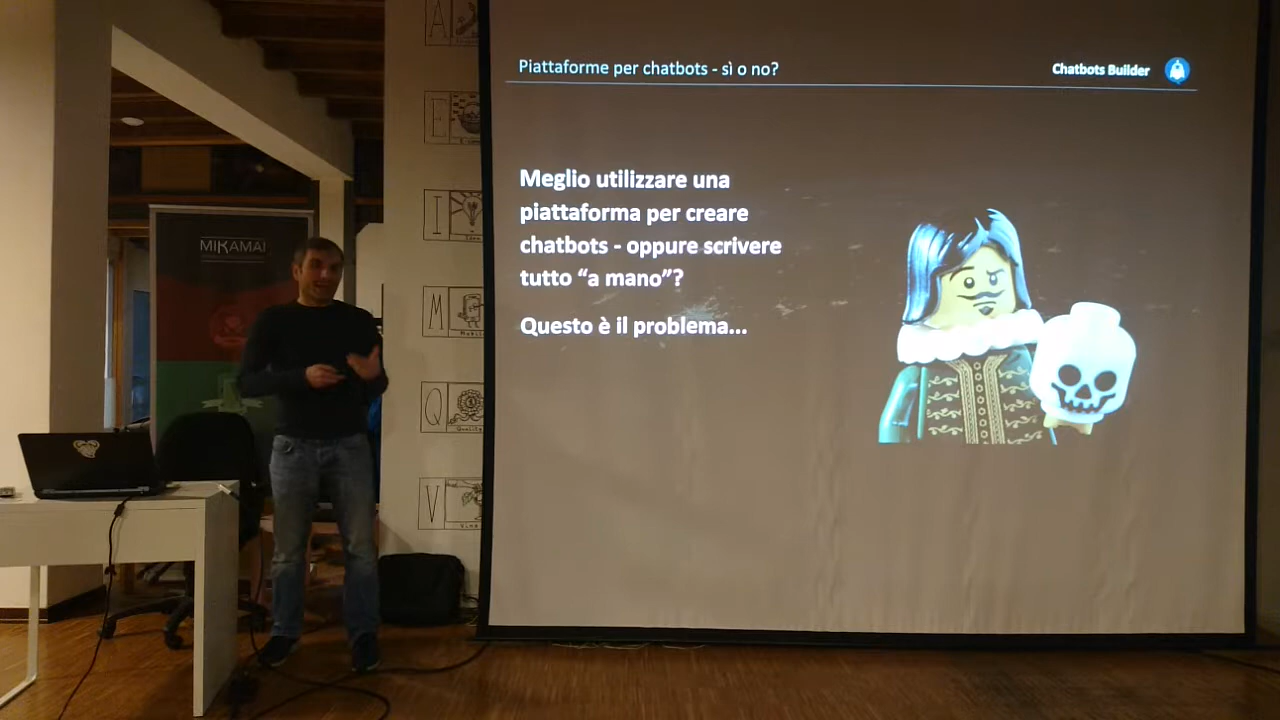 Piattaforme per chatbots - sì o no?
Chatbots Builder
Meglio utilizzare una
piattaforma per creare
chatbots - oppure scrivere
tutto “a mano”?
Questo è il problema...
MIKAMAI
A
E
I
M
Q
Quality
V